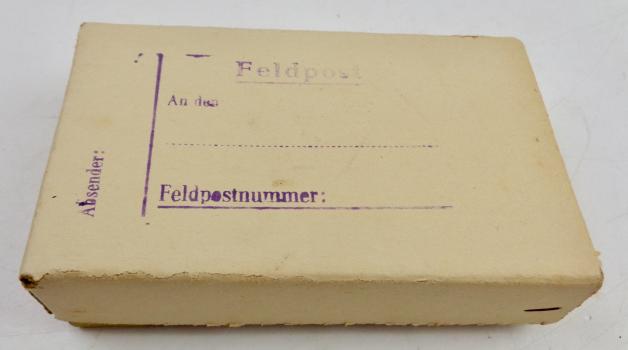 Feldpost
An den
Feldpostnummer:
Absender: